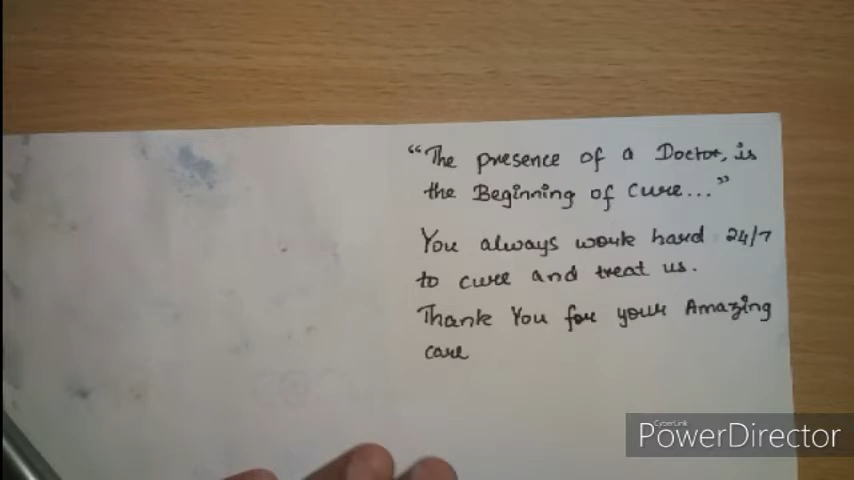 “The presence of a Doctor, is
the Beginning of cure...”
You always work hard 24/7
to cure and treat us.
Thank You for your Amazing
care
CyberLink
PowerDirector